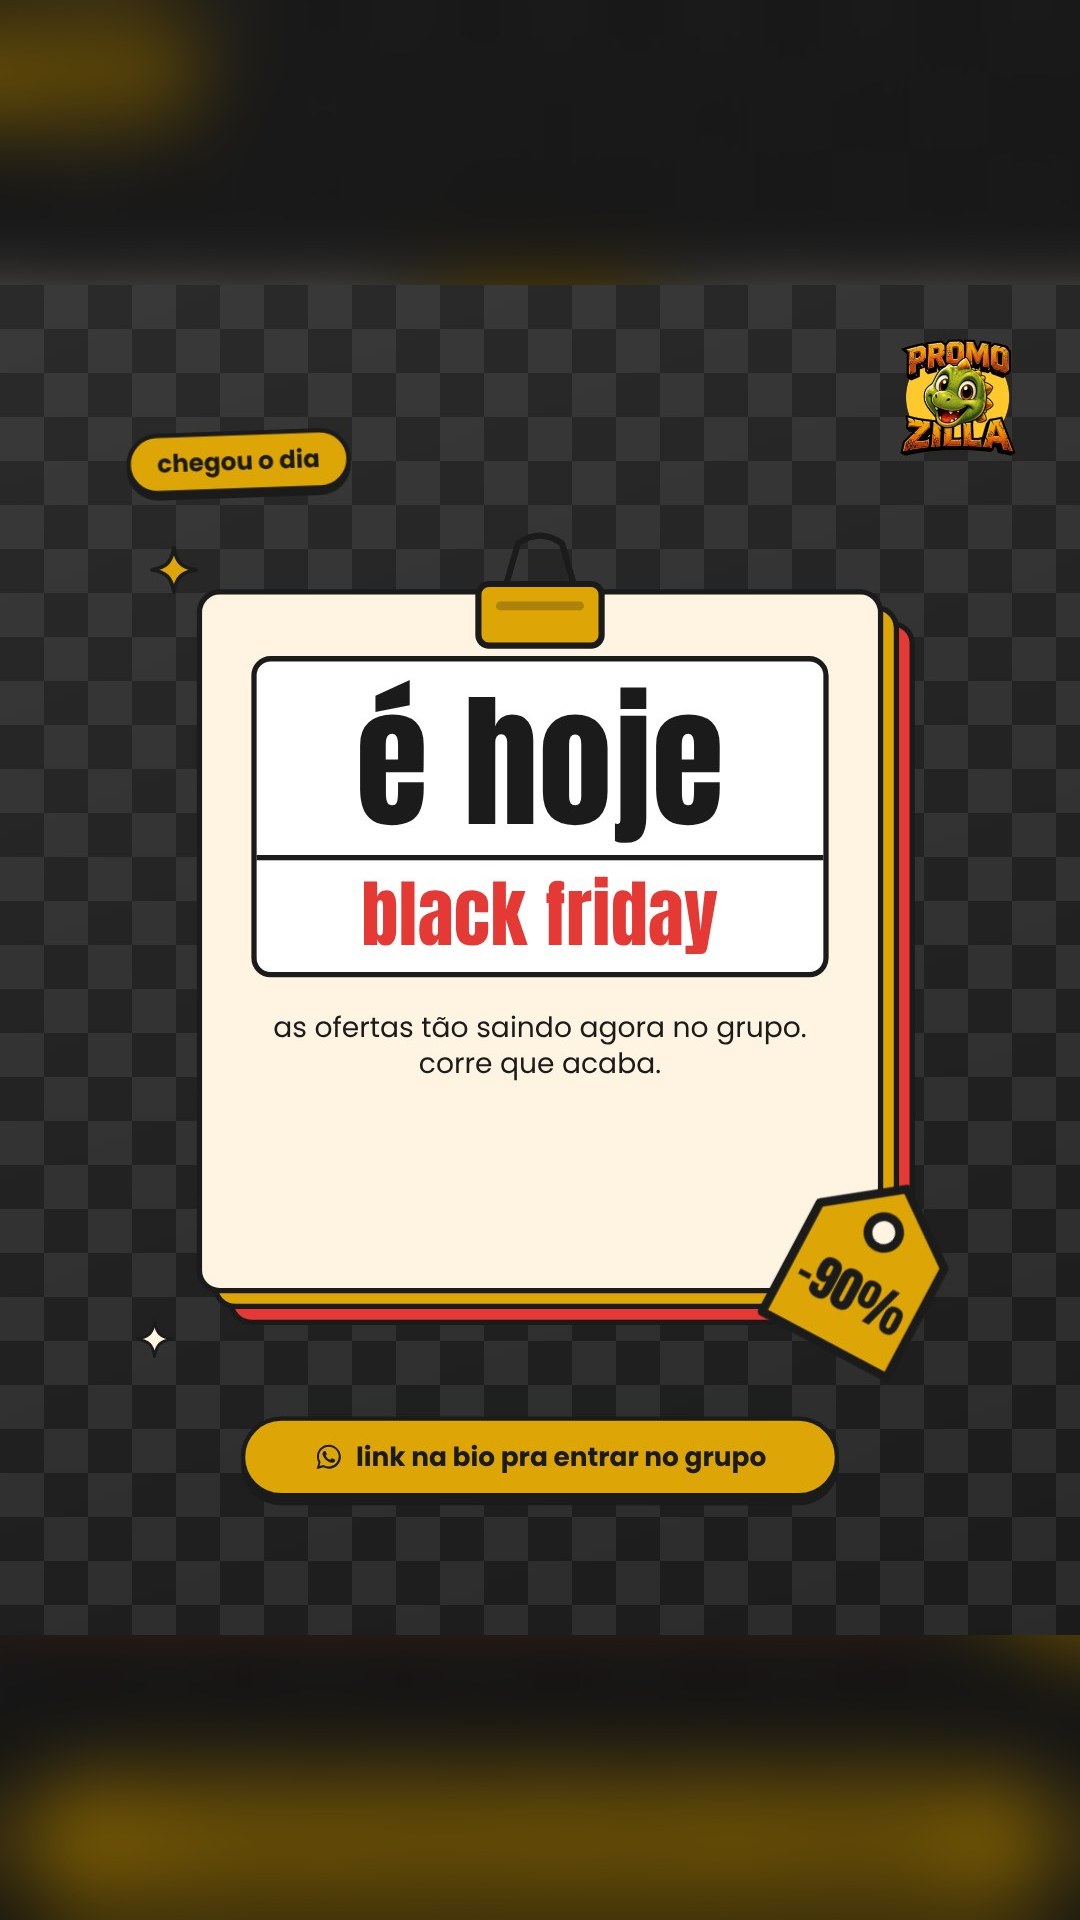 PROMO
ZILLA
chegou o dia
é hoje
black friday
as ofertas tão saindo agora no grupo.
corre que acaba.
-90%
link na bio pra entrar no grupo